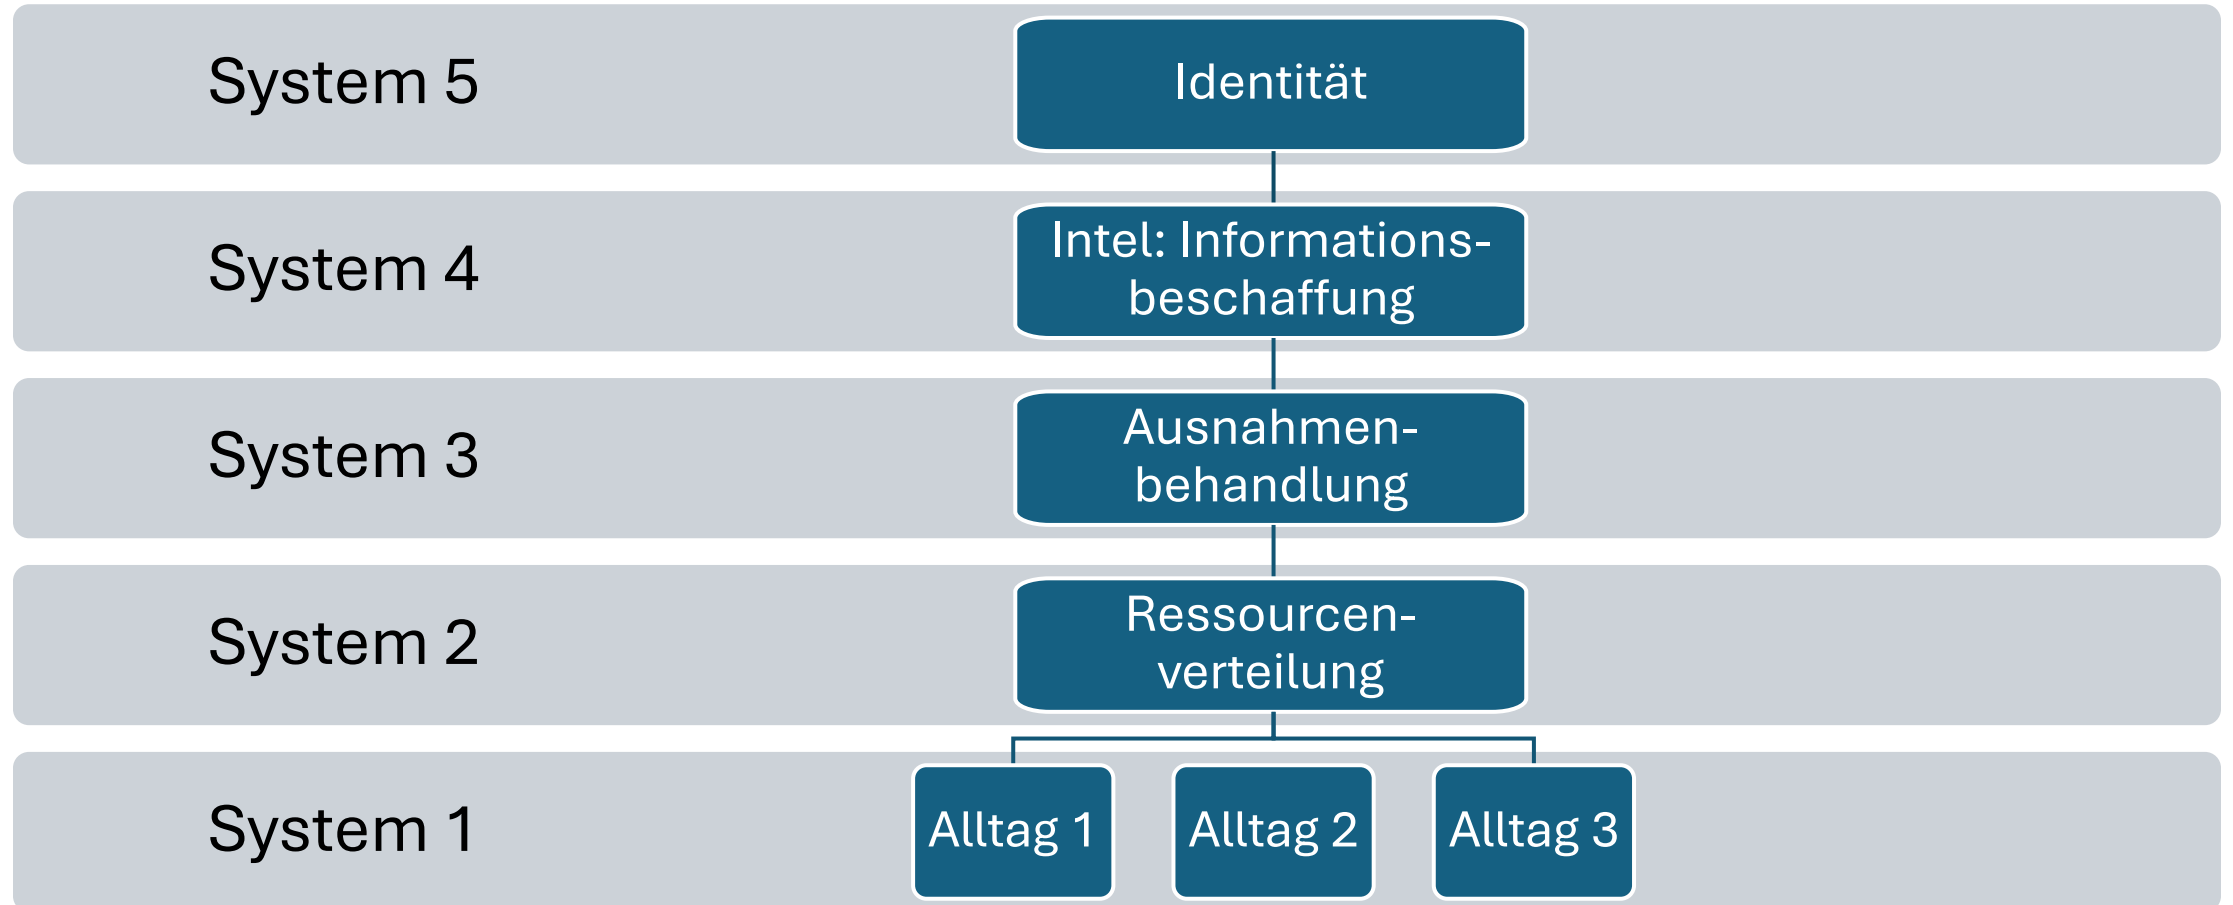 System 5
Identität
System 4
Intel: Informations-
beschaffung
System 3
Ausnahmen-
behandlung
System 2
Ressourcen-
verteilung
System 1
Alltag 1
Alltag 2
Alltag 3